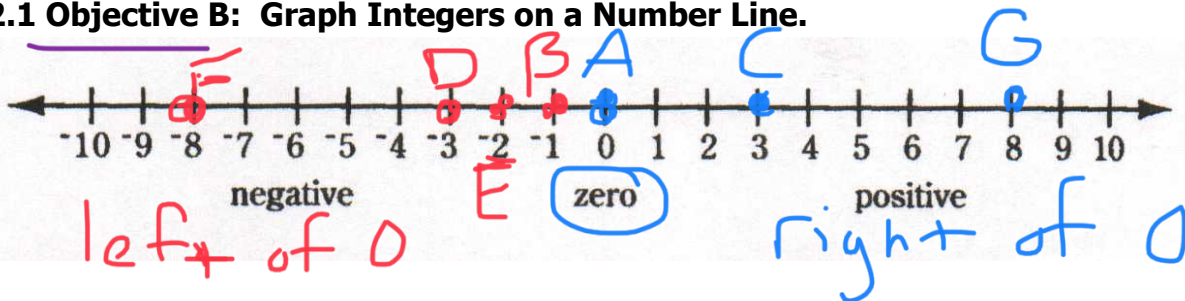 2.1 Objective B: Graph Integers on a Number Line.
F D B A C G
-10 -9 -8 -7 -6 -5 -4 -3 -2 -1 0 1 2 3 4 5 6 7 8 9 10
E
negative zero positive
left of 0 right of 0